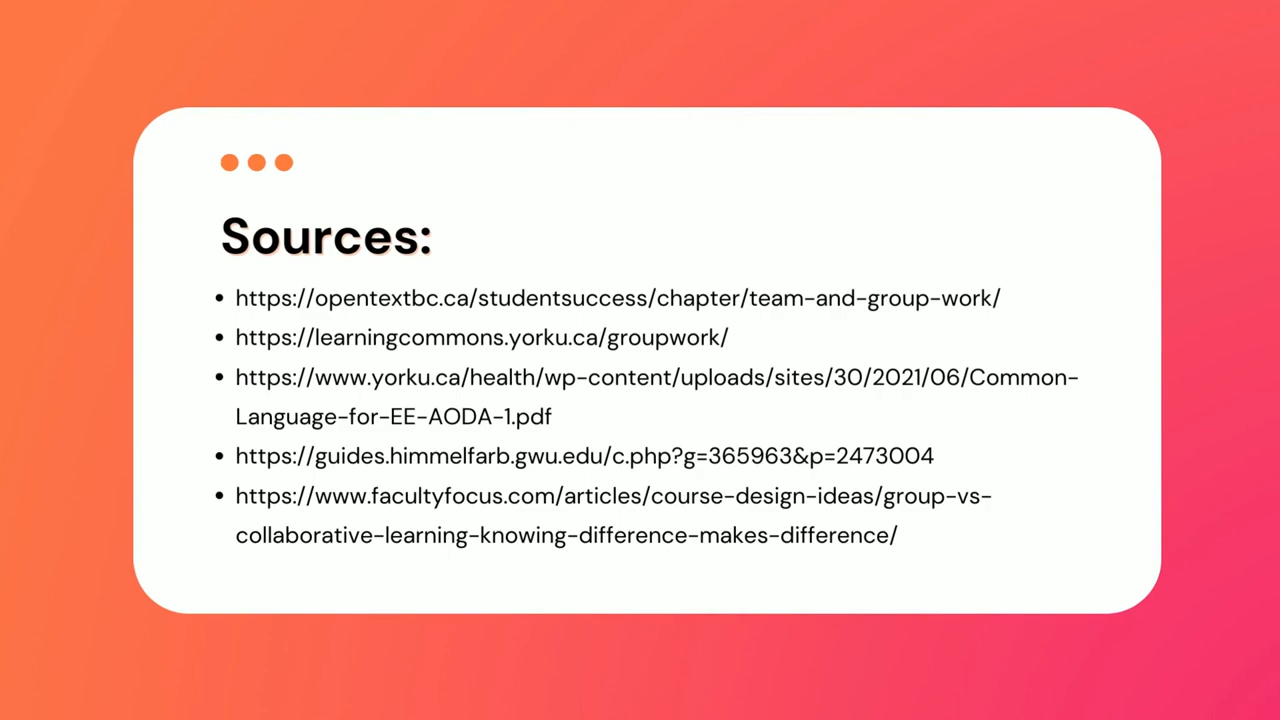 Sources:
• https://opentextbc.ca/studentsuccess/chapter/team-and-group-work/
• https://learningcommons.yorku.ca/groupwork/
• https://www.yorku.ca/health/wp-content/uploads/sites/30/2021/06/Common-
Language-for-EE-AODA-1.pdf
• https://guides.himmelfarb.gwu.edu/c.php?g=365963&p=2473004
• https://www.facultyfocus.com/articles/course-design-ideas/group-vs-
collaborative-learning-knowing-difference-makes-difference/